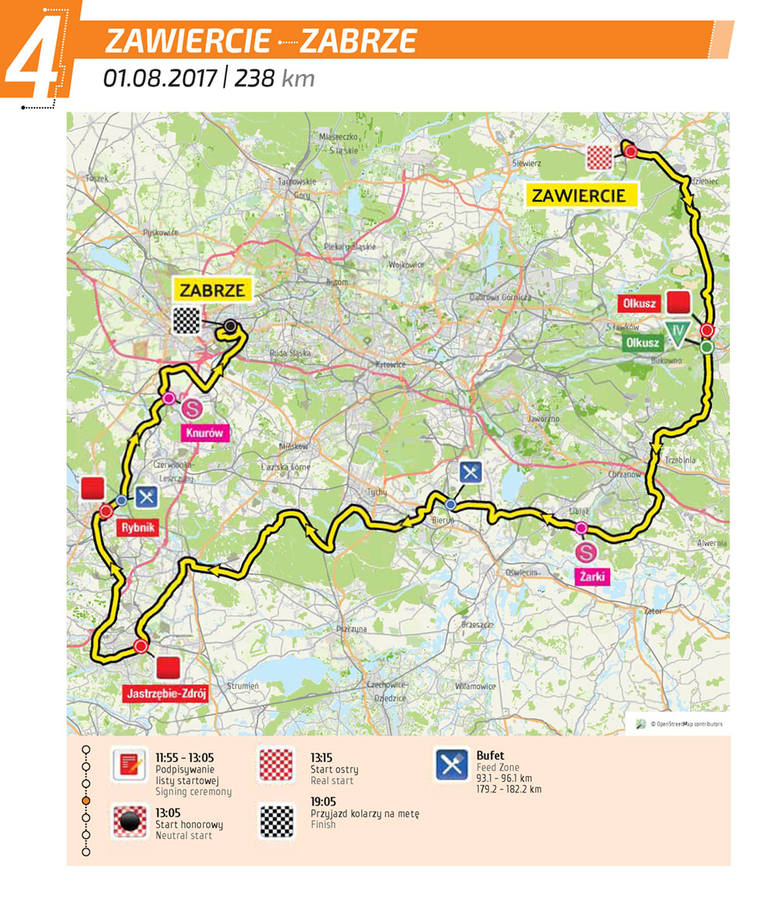 4
ZAWIERCIE ZABRZE
01.08.2017 | 238 km
Miasteczko
Śląskie
Toszek
Tarnowskie
Góry
Siewierz
ZAWIERCIE
Pyskowice
Piekary Śląskie
Wojkowice
ZABRZE
Bytom
Dąbrowa Górnicza
Olkusz
Sławków
IV
Olkusz
Bukowno
Ruda Śląska
Katowice
S
Knurów
Jaworzno
Mikołów
Trzebinia
Czerwionka-
Leszczyny
Łaziska Górne
Chrzanów
Tychy
Rybnik
Bieruń
Libiąż
Alwernia
S
Żarki
Oświęcim
Zator
Pszczyna
Brzeszcze
Jastrzębie-Zdrój
Strumień
Czechowice-
Dziedzice
Wilamowice
© OpenStreetMap contributors
11:55 - 13:05
Podpisywanie
listy startowej
Signing ceremony
13:05
Start honorowy
Neutral start
13:15
Start ostry
Real start
19:05
Przyjazd kolarzy na metę
Finish
Bufet
Feed Zone
93.1 - 96.1 km
179.2 - 182.2 km